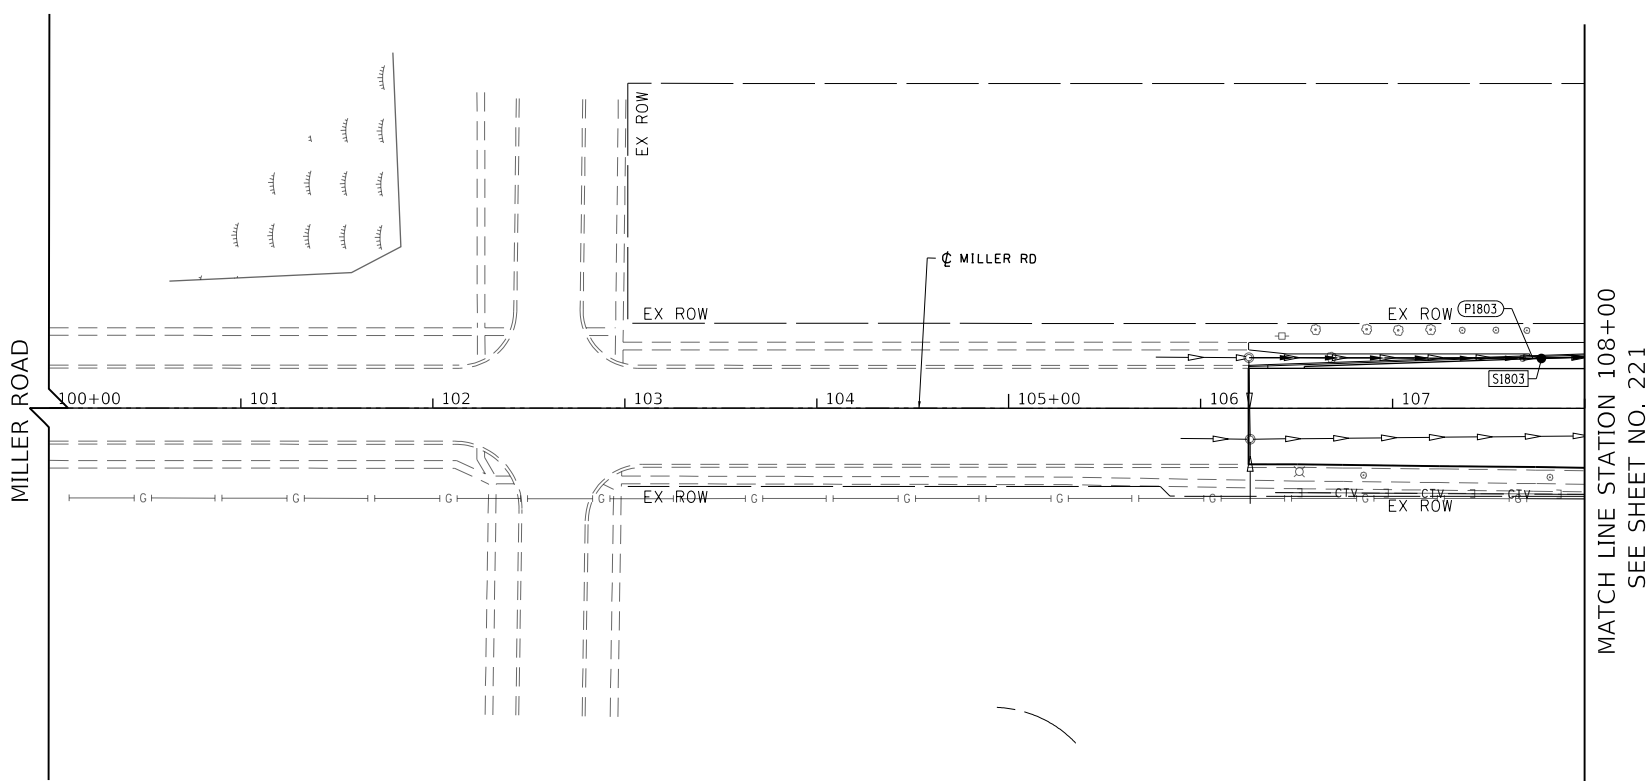 EX ROW
℄ MILLER RD
EX ROW
EX ROW
P1803
S1803
MILLER ROAD
100+00
101
102
103
104
105+00
106
107
MATCH LINE STATION 108+00
SEE SHEET NO. 221
G
G
G
G
EX ROW
G
G
G
G
G
G
CTV
CTV
CTV
EX ROW